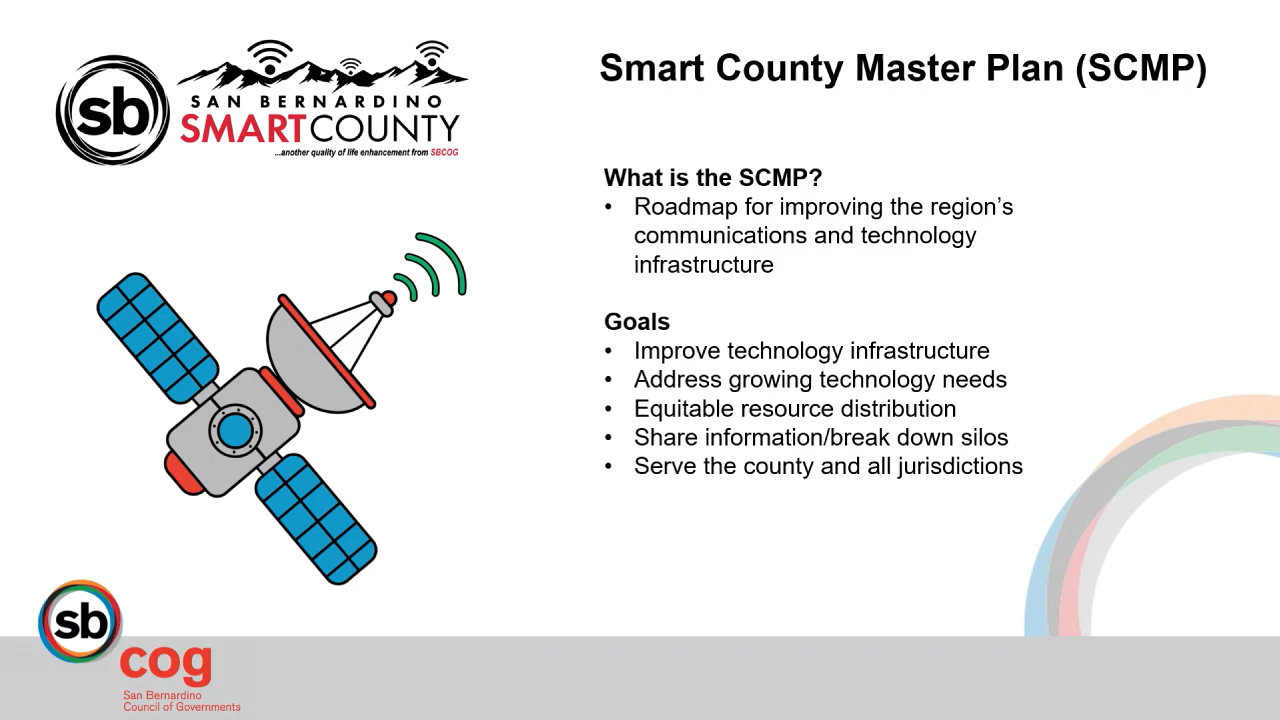 sb
SAN BERNARDINO
SMARTCOUNTY
...another quality of life enhancement from SBCOG
Smart County Master Plan (SCMP)
What is the SCMP?
• Roadmap for improving the region’s
communications and technology
infrastructure
Goals
• Improve technology infrastructure
• Address growing technology needs
• Equitable resource distribution
• Share information/break down silos
• Serve the county and all jurisdictions
sb
cog
San Bernardino
Council of Governments